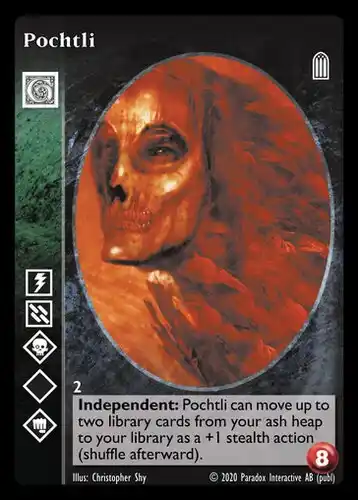 Pochtli
2
Independent: Pochtli can move up to
two library cards from your ash heap
to your library as a +1 stealth action
(shuffle afterward).
8
Illus: Christopher Shy © 2020 Paradox Interactive AB (publ)